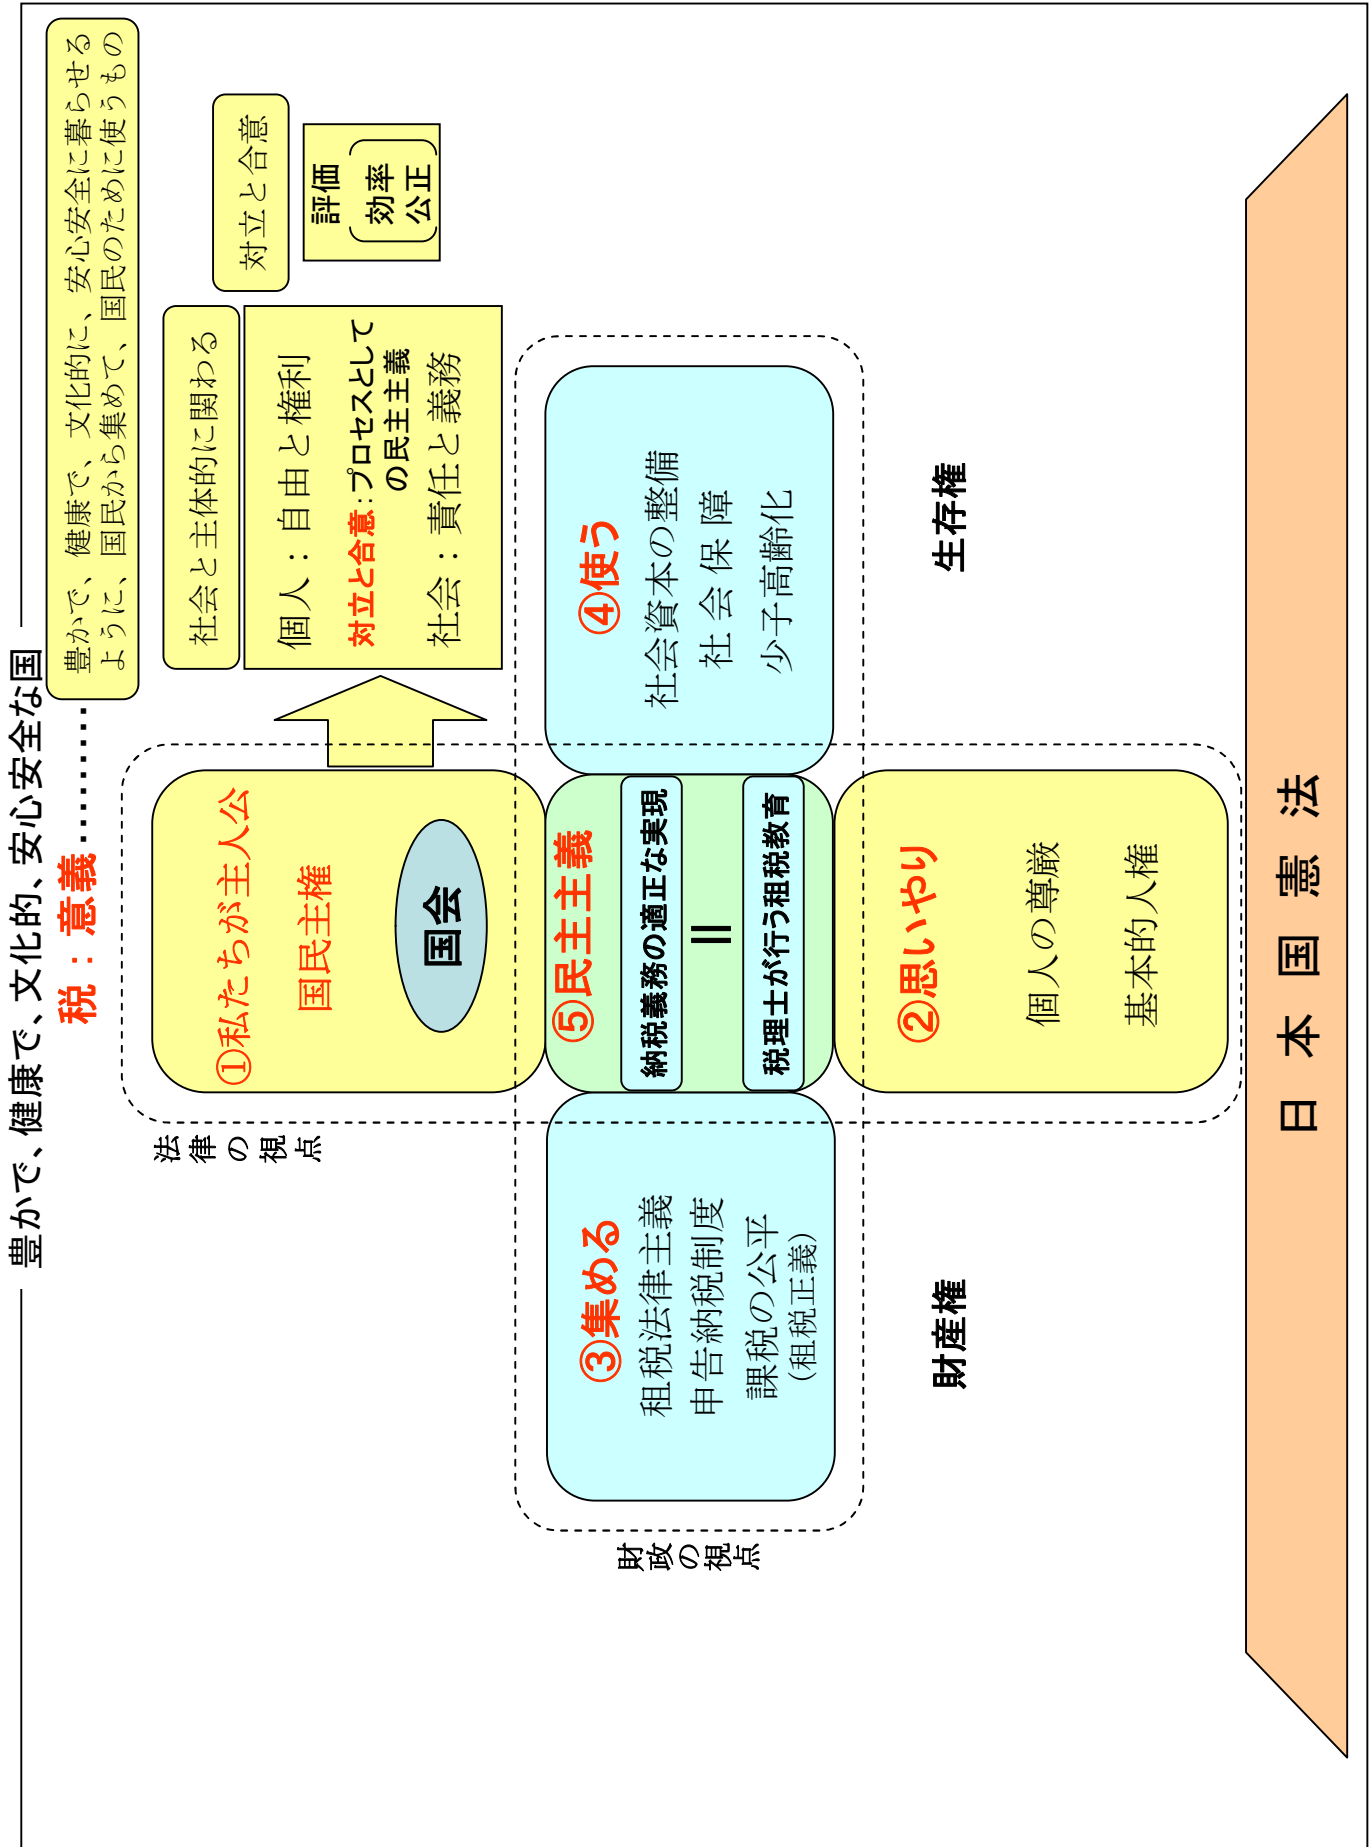 豊かで、健康で、文化的、安心安全な国
税：意義………
豊かで、健康で、文化的に、安心安全に暮らせる
ように、国民から集めて、国民のために使うもの
法律の視点
①私たちが主人公
国民主権
国会
社会と主体的に関わる
個人：自由と権利
対立と合意：プロセスとして
の民主主義
社会：責任と義務
対立と合意
評価
効率
公正
財政の視点
③集める
租税法律主義
申告納税制度
課税の公平
（租税正義）
⑤民主主義
納税義務の適正な実現
＝
税理士が行う租税教育
④使う
社会資本の整備
社会保障
少子高齢化
財産権
②思いやり
個人の尊厳
基本的人権
生存権
日本国憲法